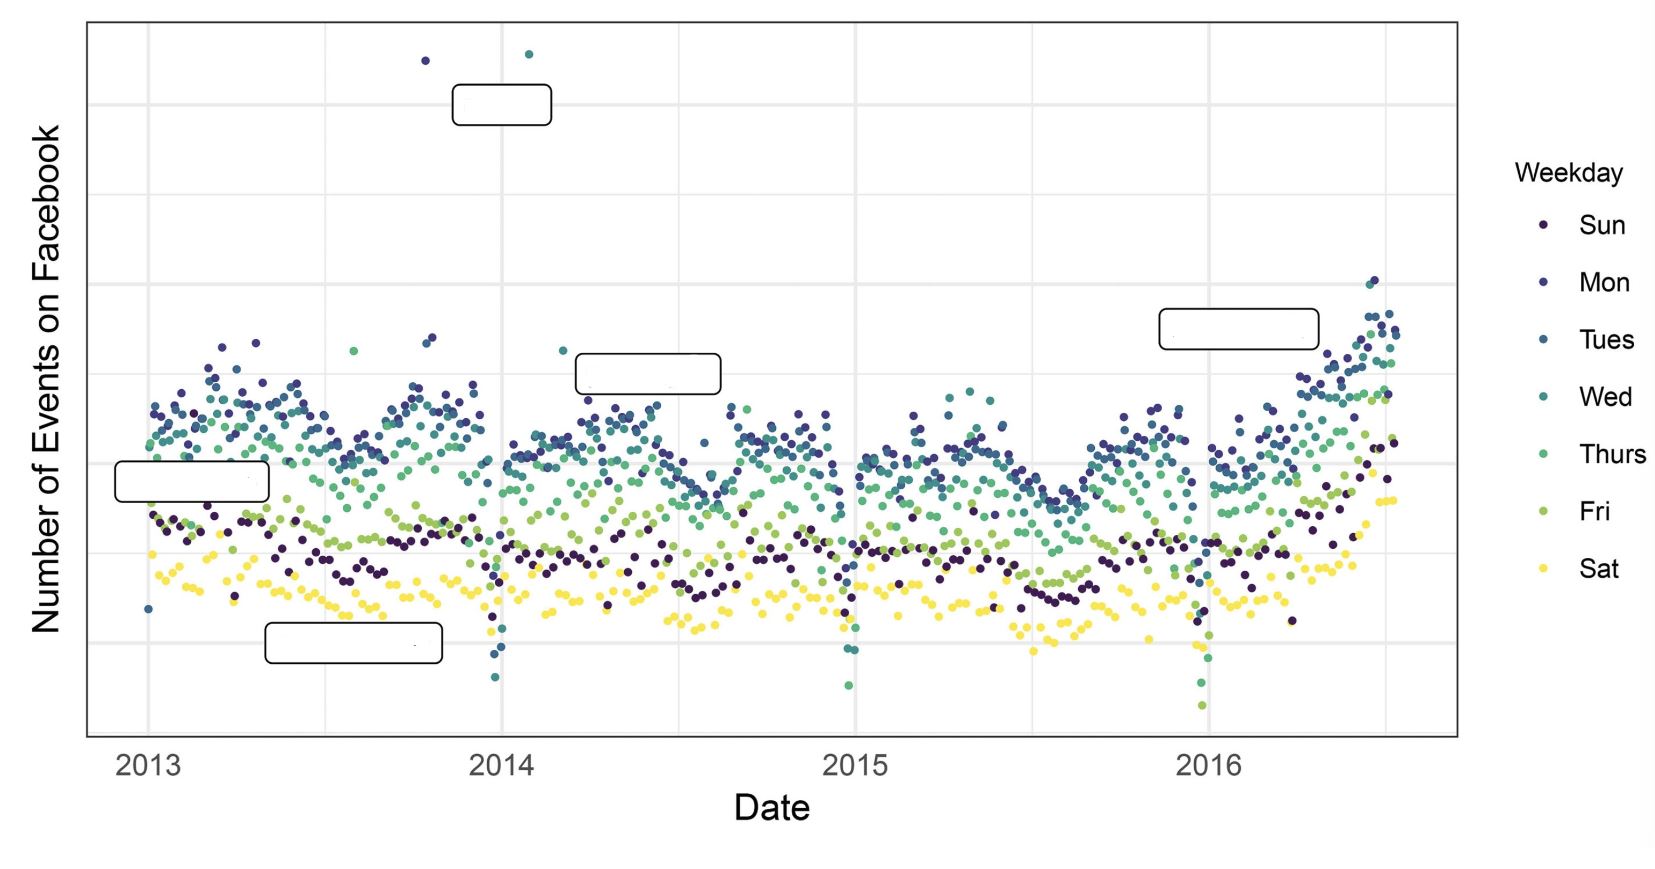 Number of Events on Facebook
2013
2014
2015
2016
Date
Weekday
Sun
Mon
Tues
Wed
Thurs
Fri
Sat